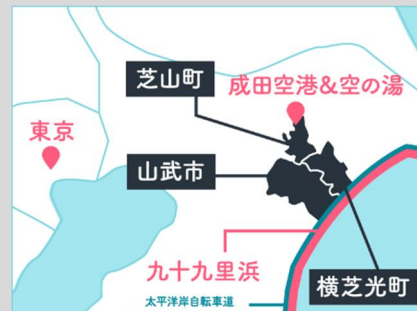 芝山町
成田空港&空の湯
東京
山武市
九十九里浜
横芝光町
太平洋岸自転車道